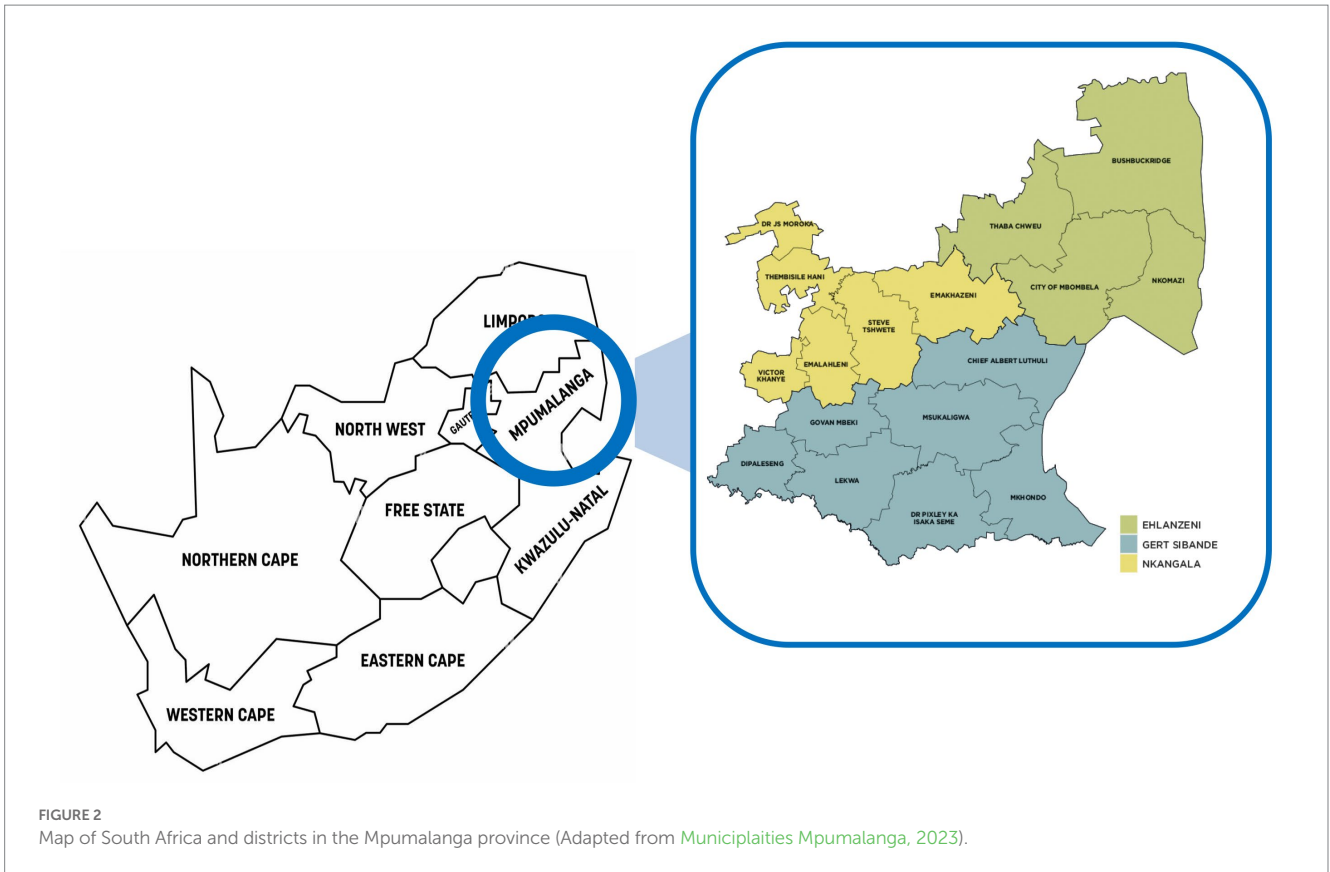 LIMPOPO
NORTH WEST
GAUTE
MPUMALANGA
FREE STATE
KWAZULU-NATAL
NORTHERN CAPE
EASTERN CAPE
WESTERN CAPE
BUSHBUCKRIDGE
DR JS MOROKA
THABA CHWEU
THEMBISILE HANI
EMAKHAZENI
CITY OF MBOMBELA
NKOMAZI
STEVE
TSHWETE
CHIEF ALBERT LUTHULI
EMALAHLENI
VICTOR
KHANYE
GOVAN MBEKI
MSUKALIGWA
DIPALESENG
LEKWA
MKHONDO
DR PIXLEY KA
ISAKA SEME
EHLANZENI
GERT SIBANDE
NKANGALA
FIGURE 2
Map of South Africa and districts in the Mpumalanga province (Adapted from Municiplaities Mpumalanga, 2023).